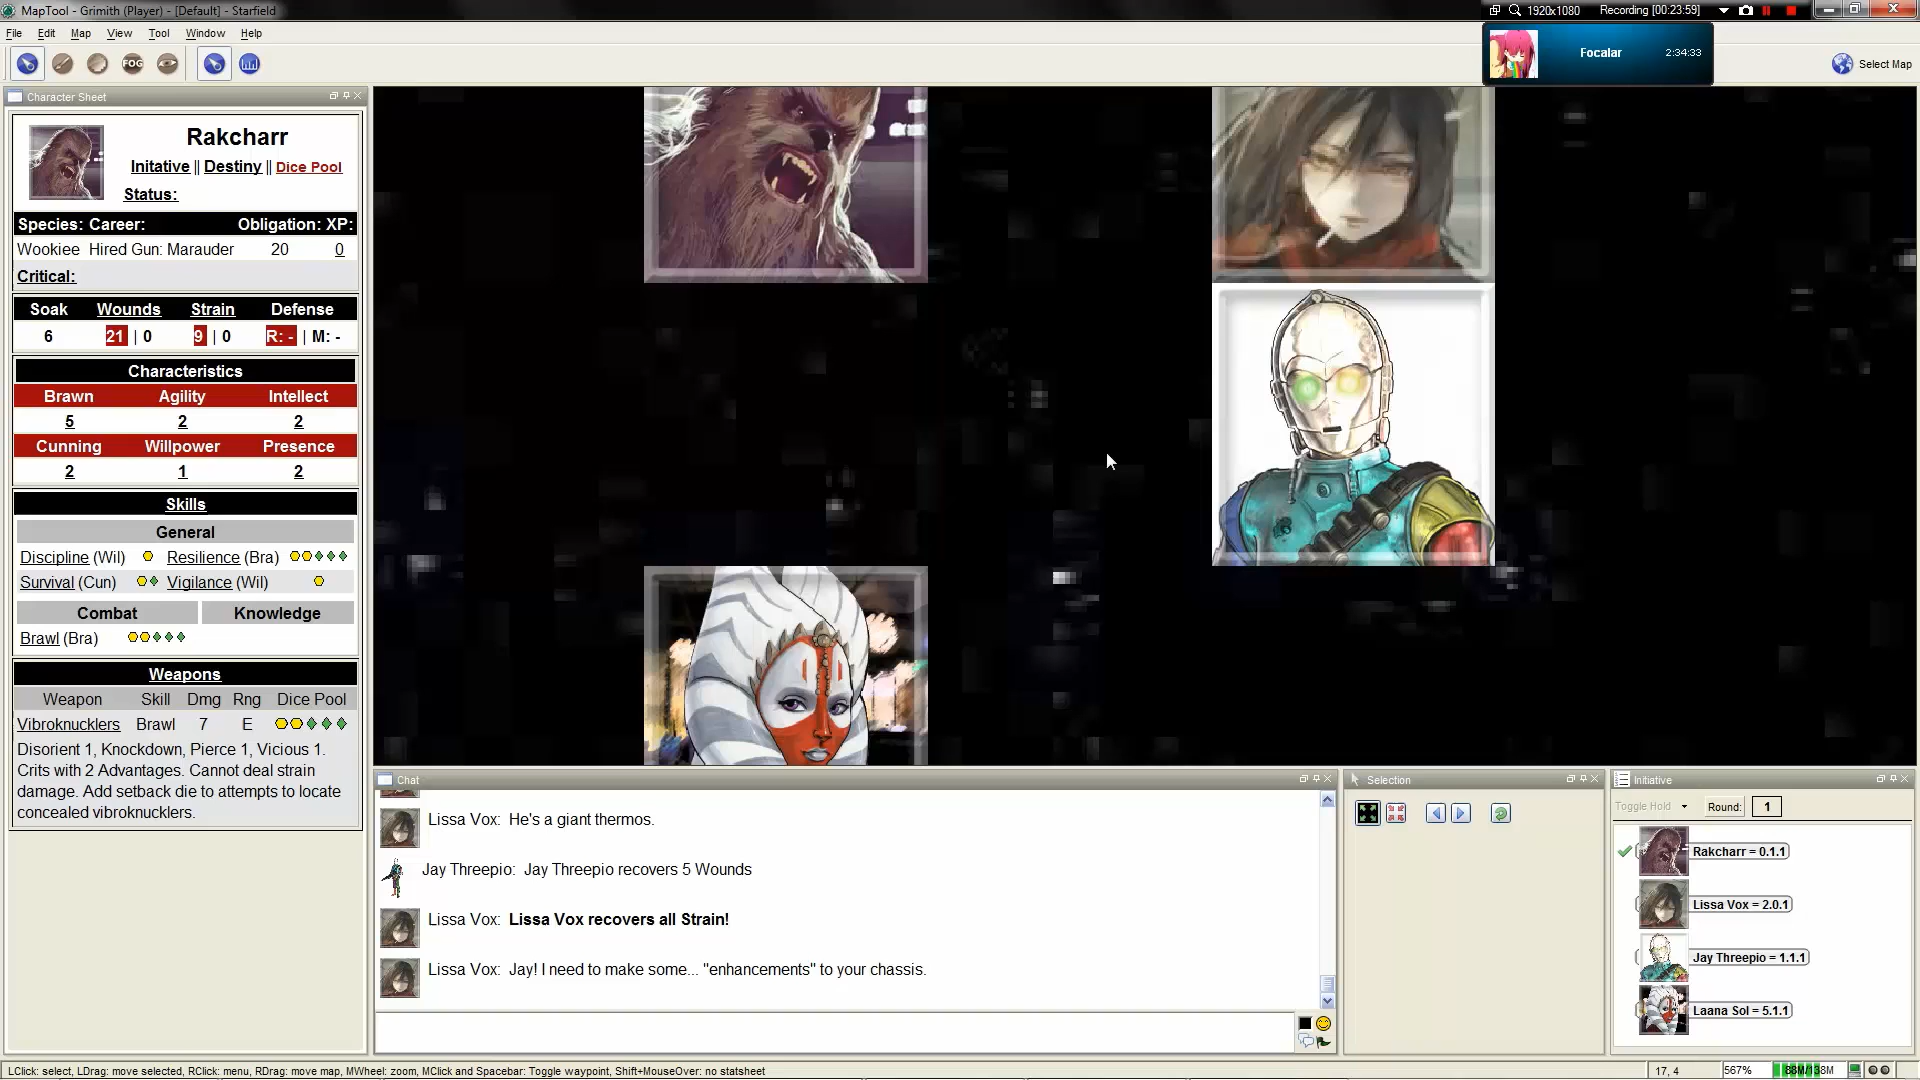 MapTool - Grimith (Player) - [Default] - Starfield
1920x1080 Recording [00:23:59]
File Edit Map View Tool Window Help
FOG
Focalar 2:34:33
Select Map
Character Sheet
Rakcharr
Initative || Destiny || Dice Pool
Status:
Species: Career: Obligation: XP:
Wookiee Hired Gun: Marauder 20 0
Critical:
Soak Wounds Strain Defense
6 21 | 0 9 | 0 R: - | M: -
Characteristics
Brawn Agility Intellect
5 2 2
Cunning Willpower Presence
2 1 2
Skills
General
Discipline (Wil) Resilience (Bra)
Survival (Cun) Vigilance (Wil)
Combat Knowledge
Brawl (Bra)
Weapons
Weapon Skill Dmg Rng Dice Pool
Vibroknucklers Brawl 7 E
Disorient 1, Knockdown, Pierce 1, Vicious 1.
Crits with 2 Advantages. Cannot deal strain
damage. Add setback die to attempts to locate
concealed vibroknucklers.
Chat
Lissa Vox: He's a giant thermos.
Jay Threepio: Jay Threepio recovers 5 Wounds
Lissa Vox: Lissa Vox recovers all Strain!
Lissa Vox: Jay! I need to make some... "enhancements" to your chassis.
Selection
Initiative
Toggle Hold Round: 1
Rakcharr = 0.1.1
Lissa Vox = 2.0.1
Jay Threepio = 1.1.1
Laana Sol = 5.1.1
LClick: select, LDrag: move selected, RClick: menu, RDrag: move map, MWheel: zoom, MClick and Spacebar: Toggle waypoint, Shift+MouseOver: no statsheet
17, 4 567% 88M/138M